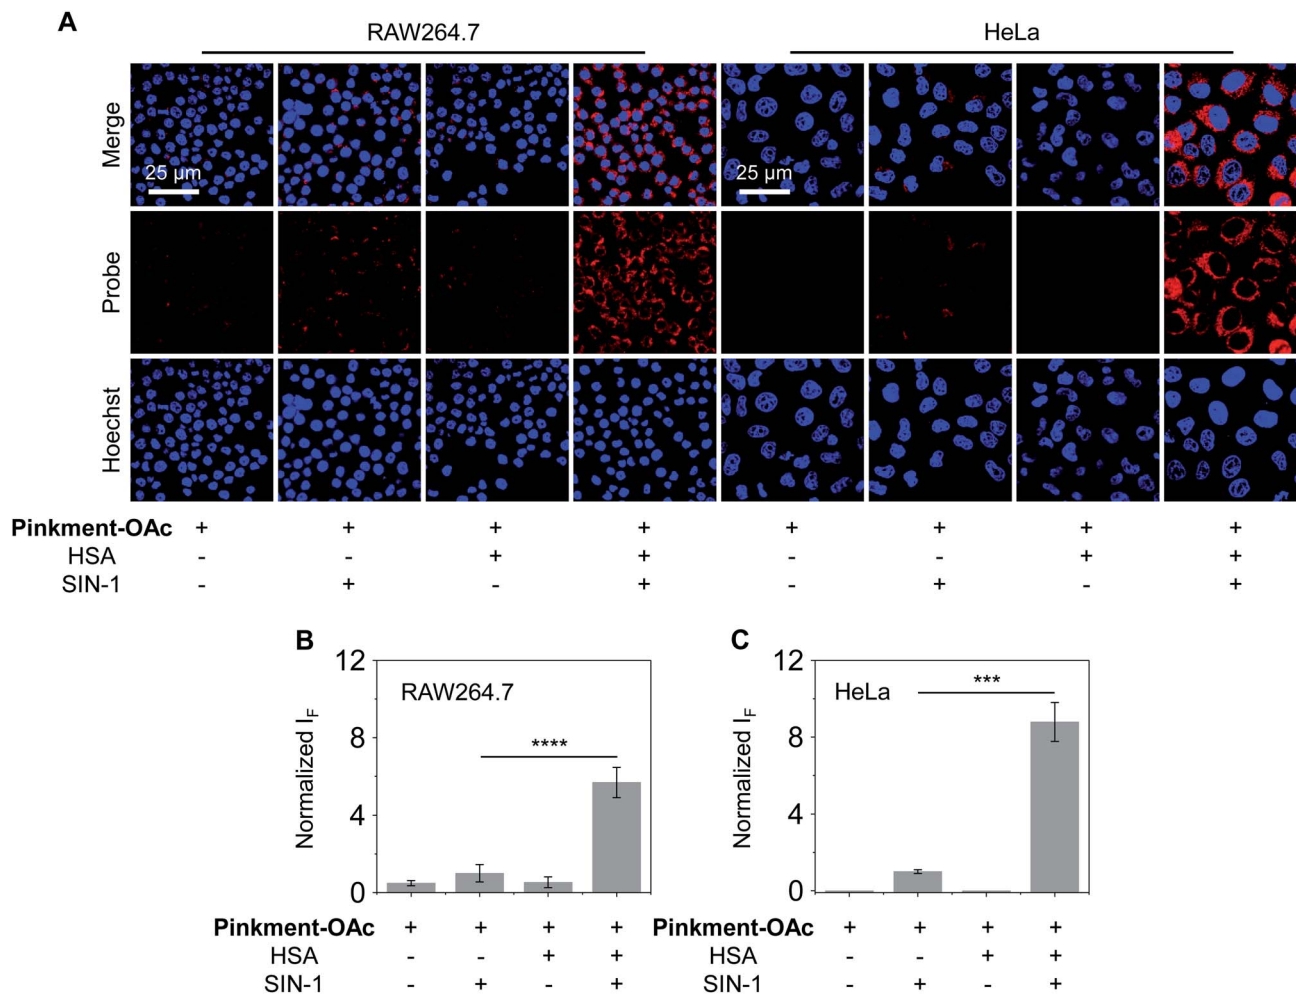 A
RAW264.7
HeLa
Merge
25 µm
25 µm
Probe
Hoechst
Pinkment-OAc + + + + + + + +
HSA - - + + - - + +
SIN-1 - + - + - + - +
B
12
8
4
0
Normalized I_F
RAW264.7
****
Pinkment-OAc + + + +
HSA - - + +
SIN-1 - + - +
C
12
8
4
0
Normalized I_F
HeLa
***
Pinkment-OAc + + + +
HSA - - + +
SIN-1 - + - +